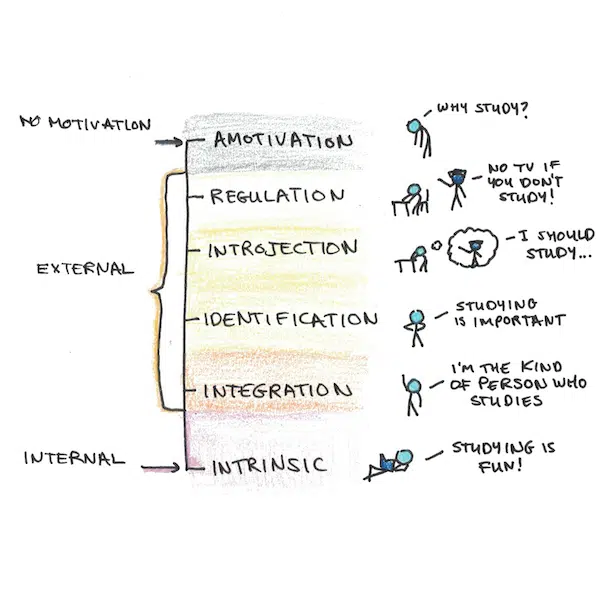 NO MOTIVATION
AMOTIVATION
WHY STUDY?
REGULATION
NO TV IF
YOU DON'T
STUDY!
EXTERNAL
INTROJECTION
I SHOULD
STUDY...
IDENTIFICATION
STUDYING
IS IMPORTANT
INTEGRATION
I'M THE KIND
OF PERSON WHO
STUDIES
INTERNAL
INTRINSIC
STUDYING IS
FUN!